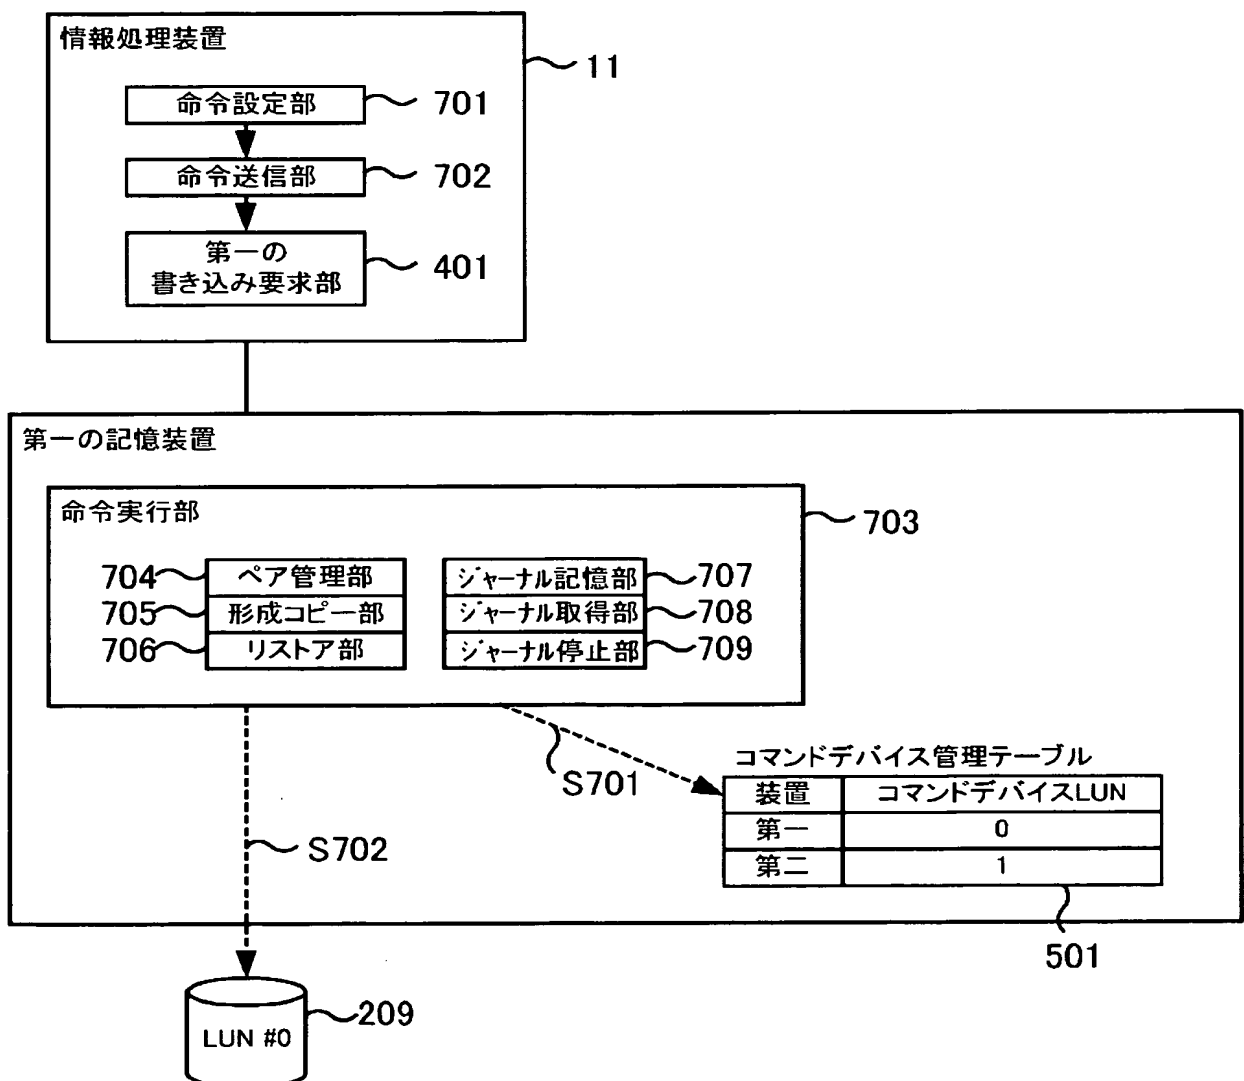 情報処理装置
11
命令設定部
701
命令送信部
702
第一の
書き込み要求部
401
第一の記憶装置
命令実行部
703
704
ペア管理部
ジャーナル記憶部
707
705
形成コピー部
ジャーナル取得部
708
706
リストア部
ジャーナル停止部
709
S701
コマンドデバイス管理テーブル
装置 コマンドデバイスLUN
第一 0
第二 1
S702
501
LUN #0
209